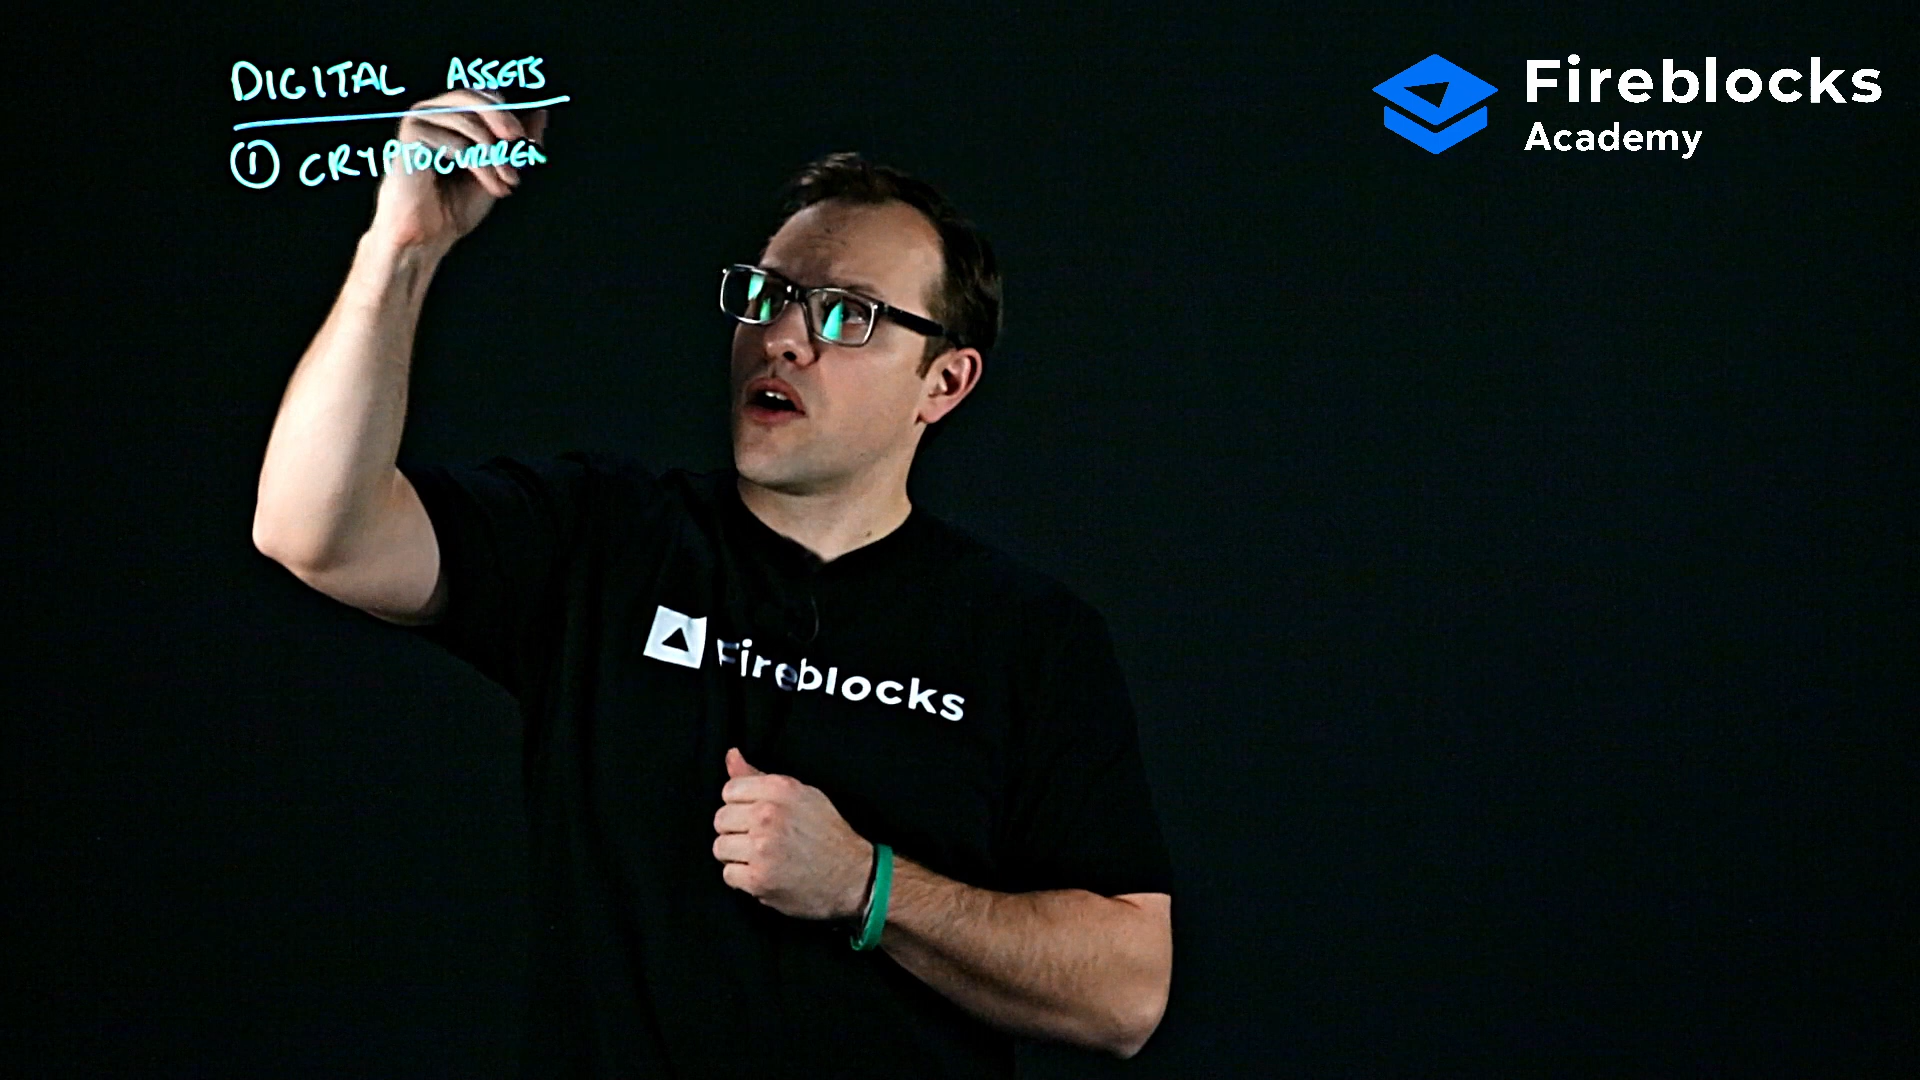 DIGITAL ASSETS
① CRYPTOCURREN
Fireblocks
Academy
Fireblocks